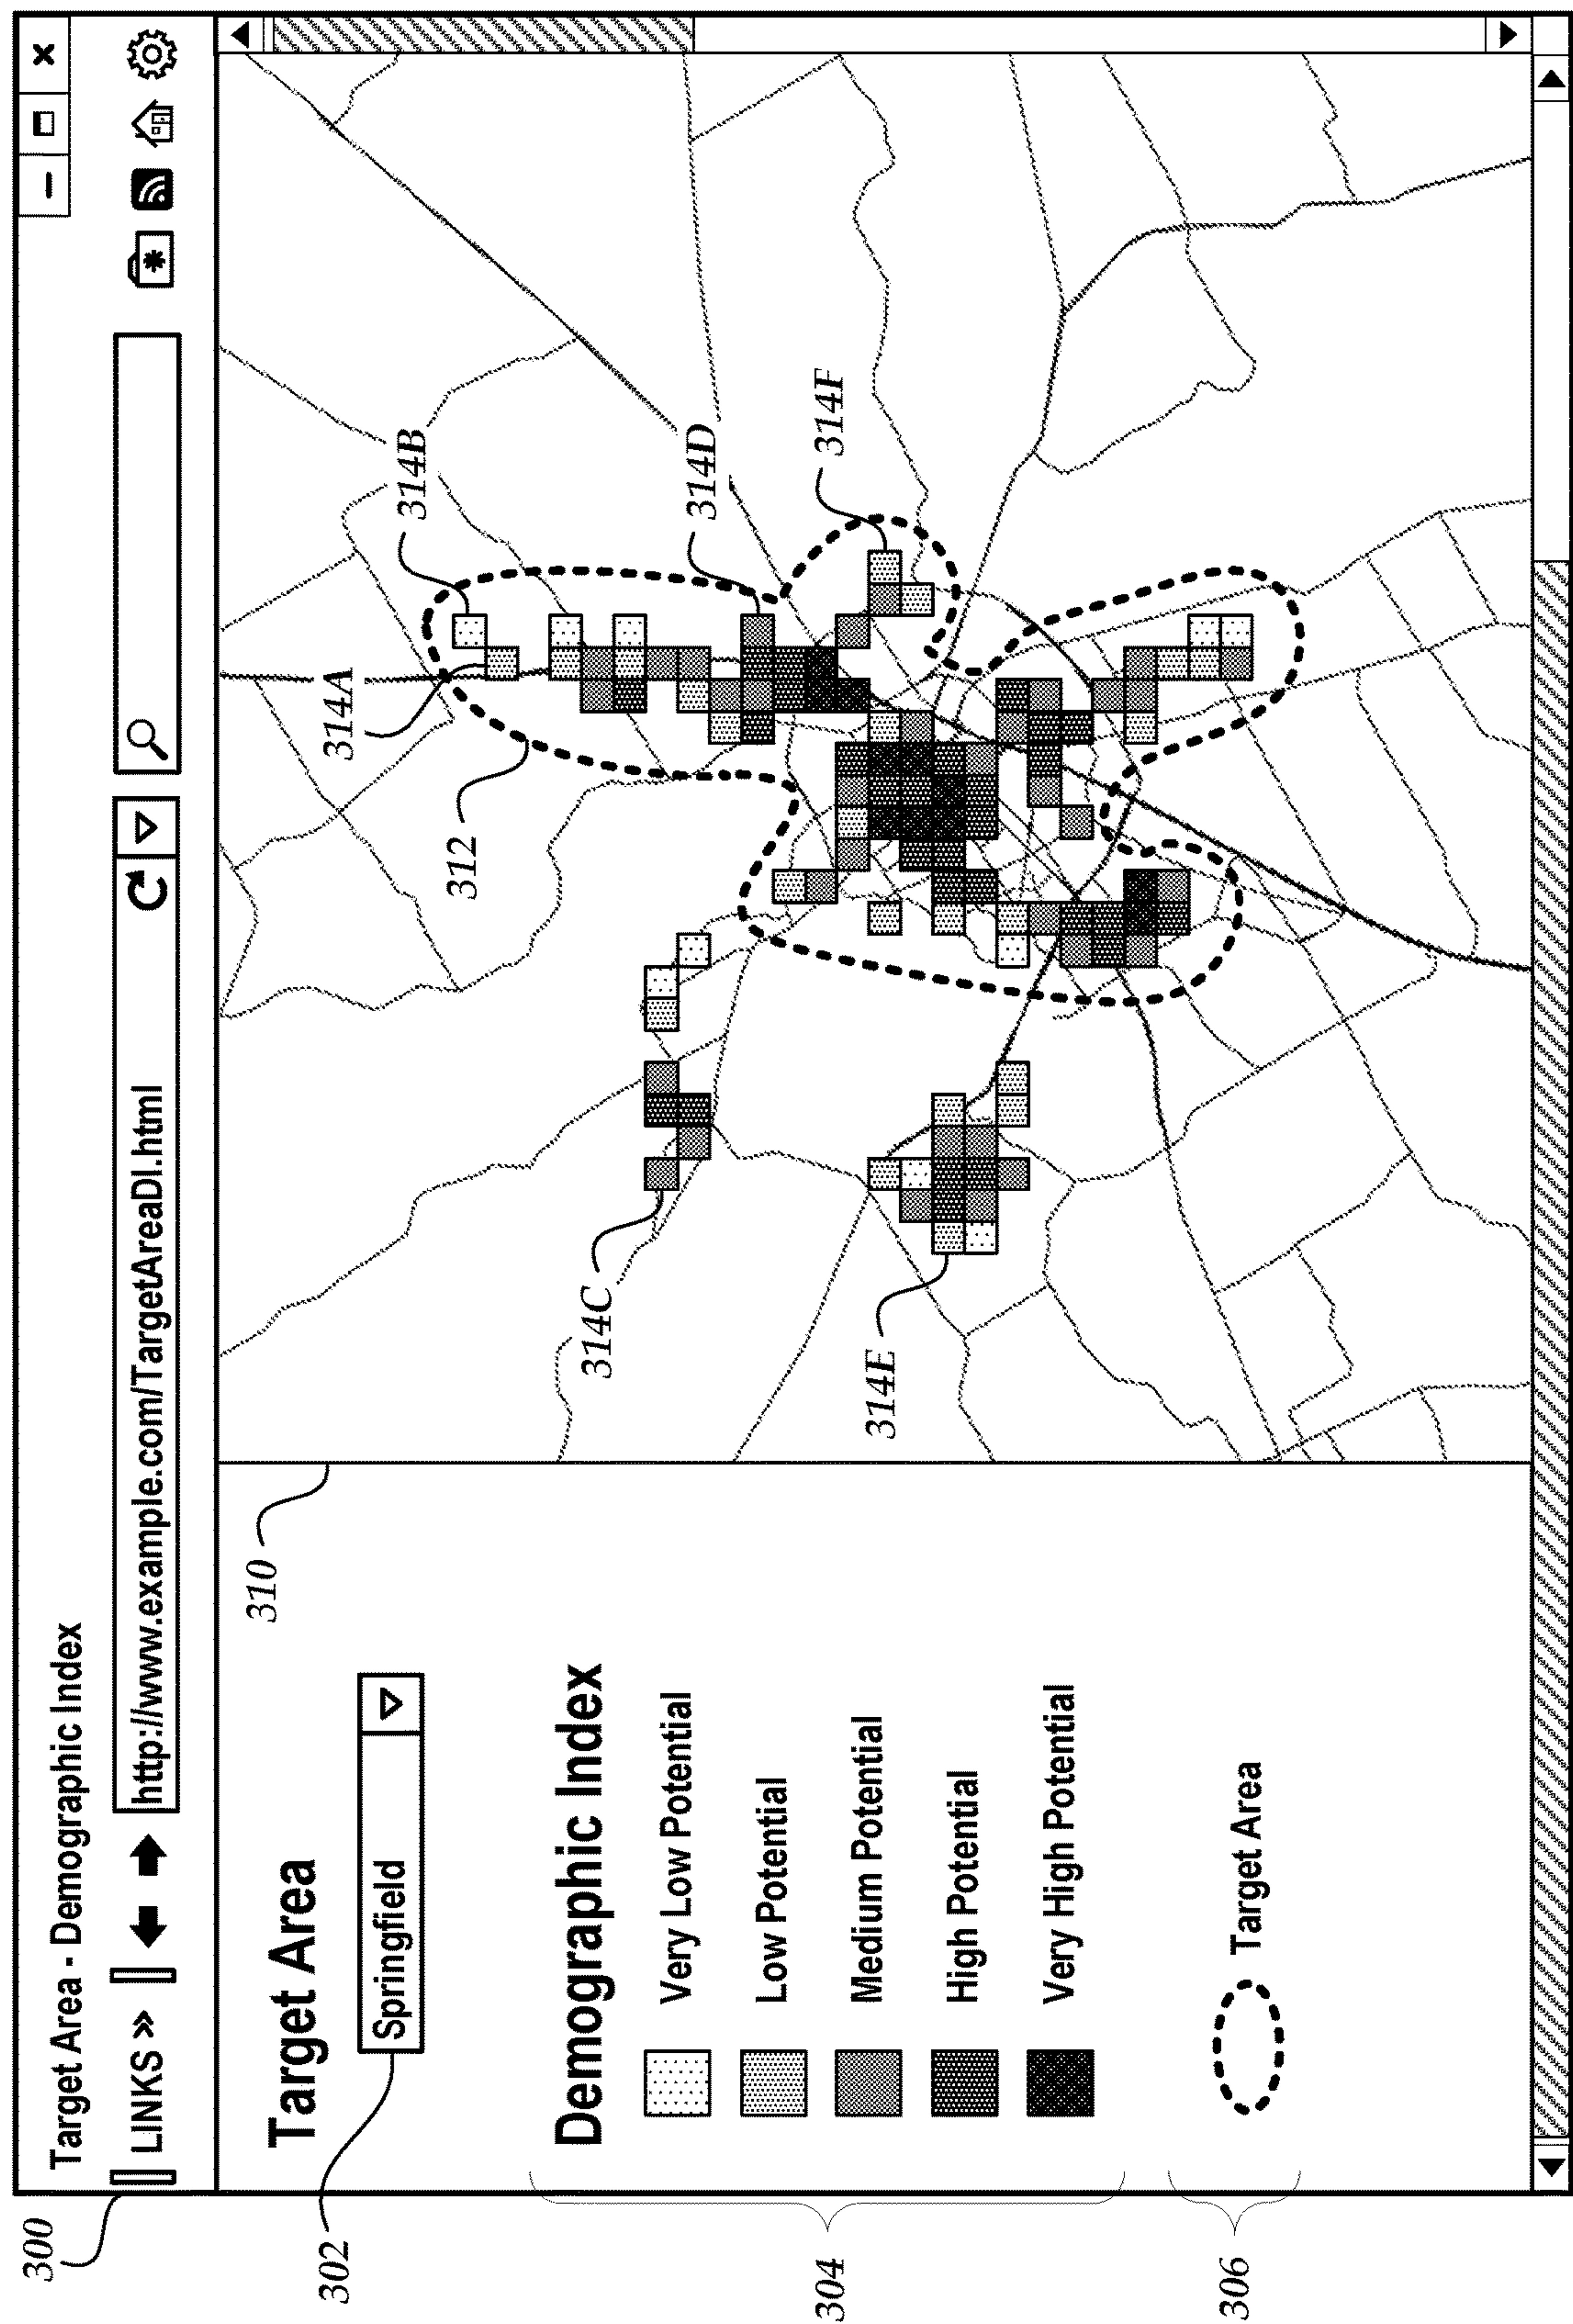 300
Target Area - Demographic Index
LINKS »
http://www.example.com/TargetAreaDI.html
302
Target Area
Springfield
310
304
Demographic Index
Very Low Potential
Low Potential
Medium Potential
High Potential
Very High Potential
306
Target Area
312
314A
314B
314C
314D
314E
314F